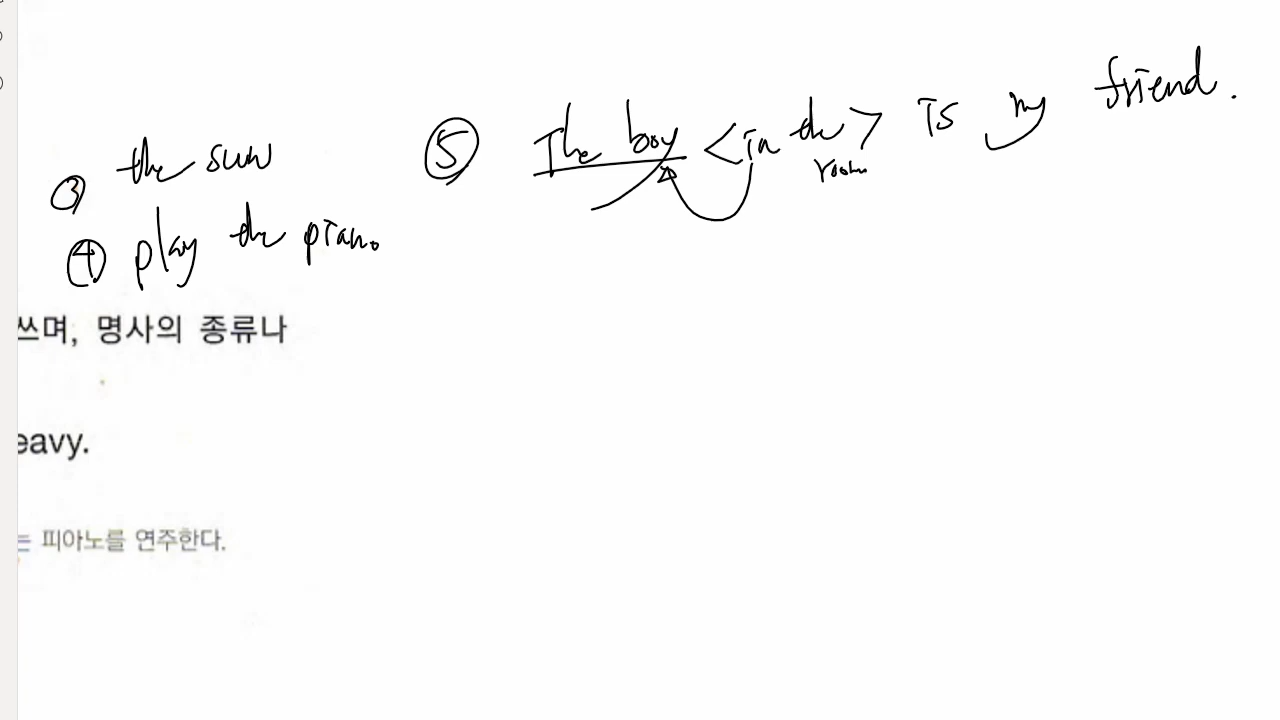 ③ the sun
④ play the piano
⑤ The boy <in the room> is my friend.
쓰며, 명사의 종류나
eavy.
는 피아노를 연주한다.